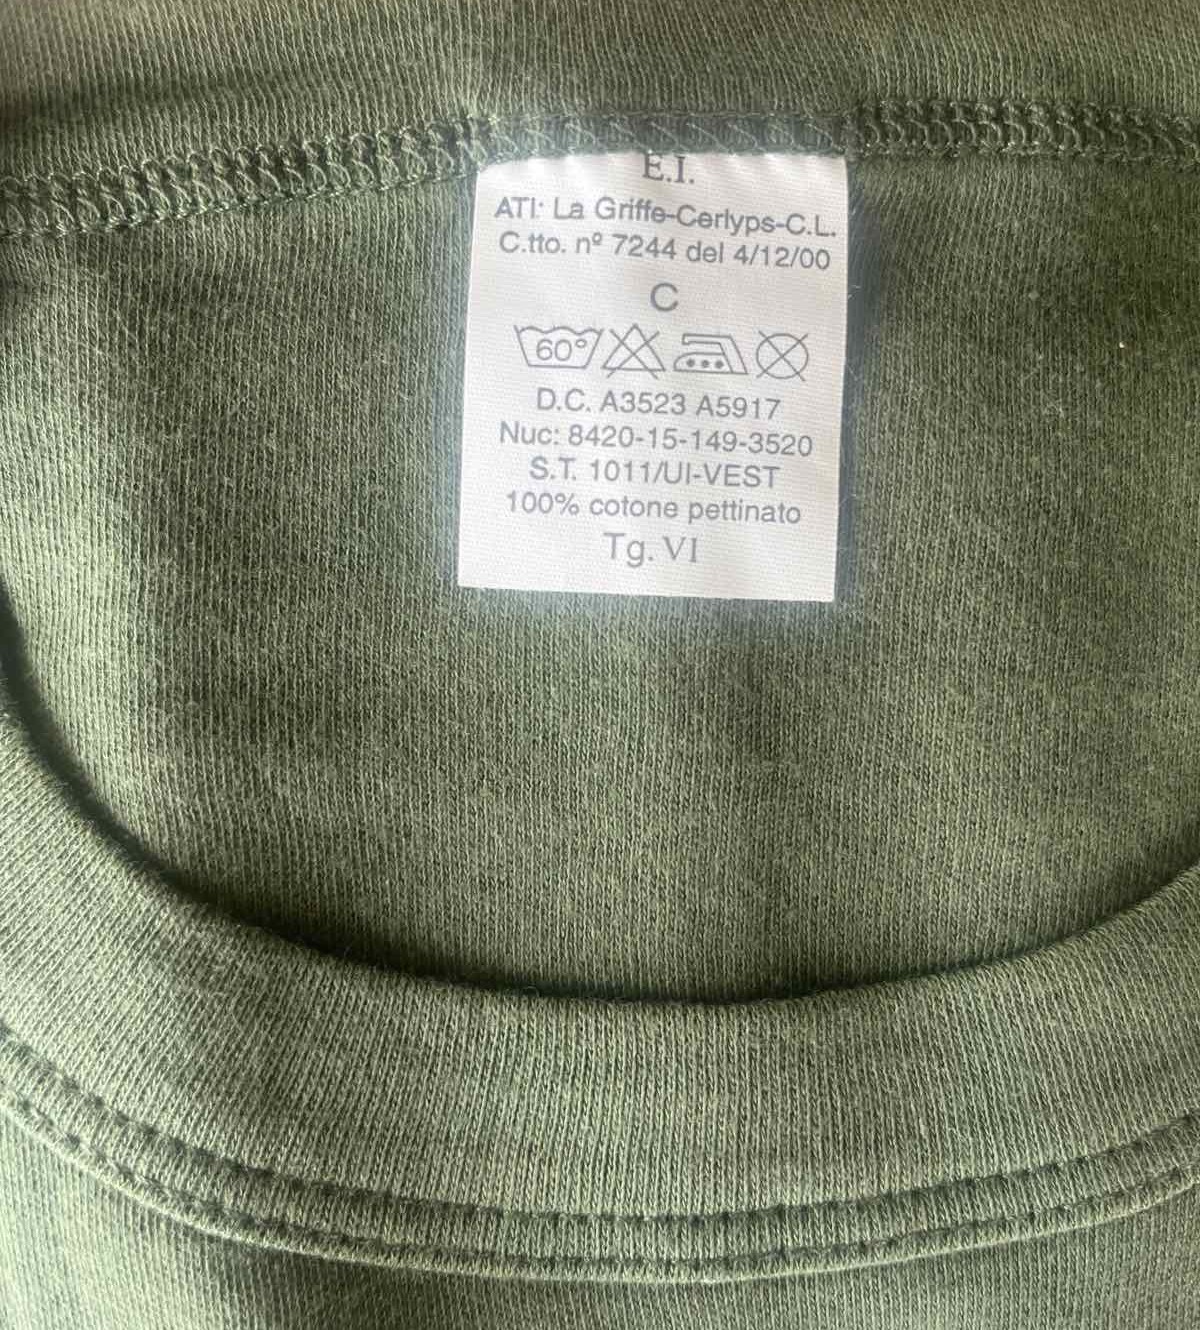 E.I.
ATI: La Griffe-Cerlyps-C.L.
C.tto. nº 7244 del 4/12/00
C
60°
D.C. A3523 A5917
Nuc: 8420-15-149-3520
S.T. 1011/UI-VEST
100% cotone pettinato
Tg. VI